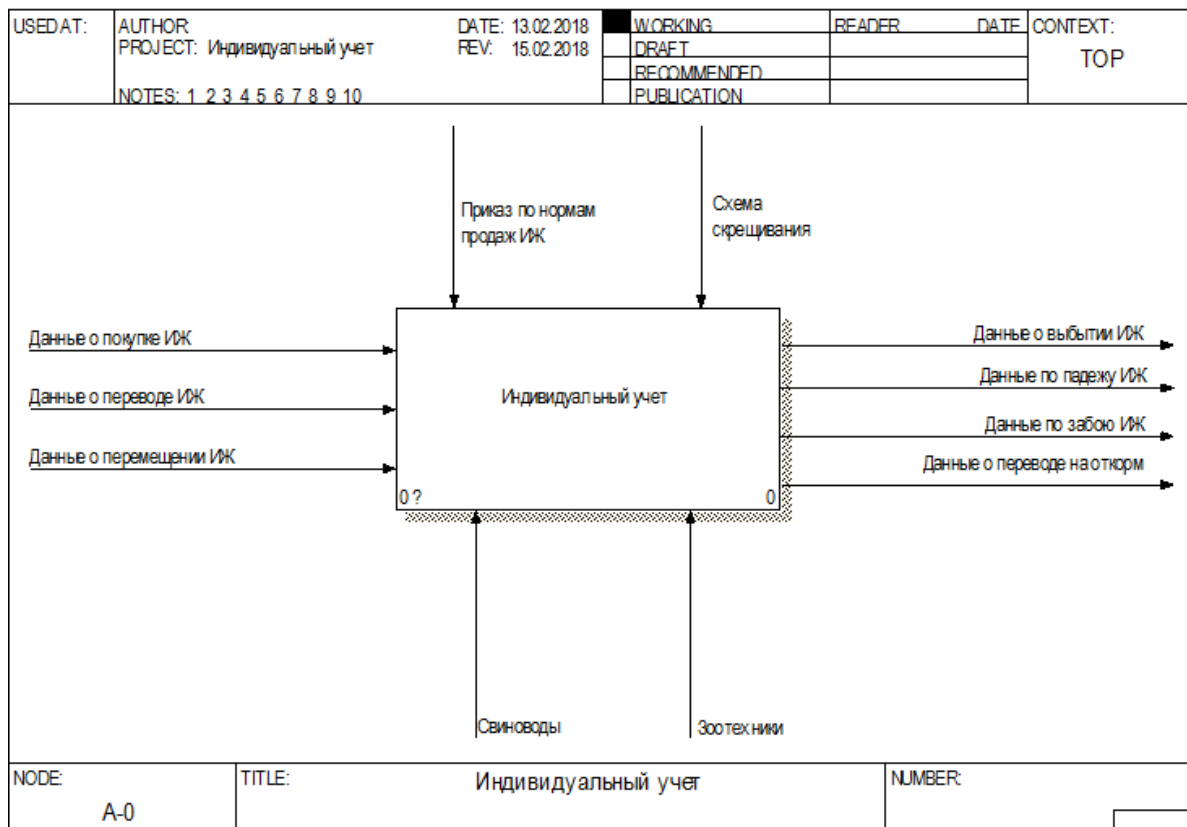 USED AT:
AUTHOR:
DATE: 13.02.2018
WORKING
READER
DATE
CONTEXT:
PROJECT: Индивидуальный учет
REV: 15.02.2018
DRAFT
TOP
RECOMMENDED
NOTES: 1 2 3 4 5 6 7 8 9 10
PUBLICATION
Приказ по нормам
продаж ИЖ
Схема
скрещивания
Данные о покупке ИЖ
Данные о переводе ИЖ
Данные о перемещении ИЖ
Индивидуальный учет
0 ?
0
Данные о выбытии ИЖ
Данные по падежу ИЖ
Данные по забою ИЖ
Данные о переводе на откорм
Свиноводы
Зоотехники
NODE:
A-0
TITLE:
Индивидуальный учет
NUMBER: